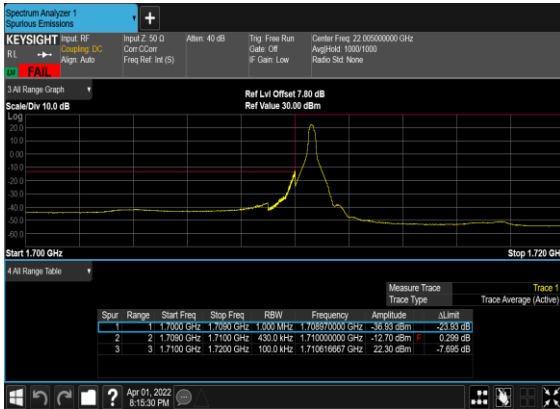 Spectrum Analyzer 1
Spurious Emissions
+
KEYSIGHT Input: RF Input Z: 50 Ω Atten: 40 dB Trig: Free Run Center Freq: 22.005000000 GHz
RL Coupling: DC Corr CCorr Gate: Off Avg|Hold: 1000/1000
Align: Auto Freq Ref: Int (S) IF Gain: Low Radio Std: None
FAIL
3 All Range Graph
Ref Lvl Offset 7.80 dB
Scale/Div 10.0 dB Ref Value 30.00 dBm
Log
20.0
10.0
0.00
-10.0
-20.0
-30.0
-40.0
-50.0
-60.0
Start 1.700 GHz Stop 1.720 GH
4 All Range Table
Measure Trace Trace 1
Trace Type Trace Average (Active)
Spur Range Start Freq Stop Freq RBW Frequency Amplitude ΔLimit
1 1 1.7000 GHz 1.7090 GHz 1.000 MHz 1.708970000 GHz -36.93 dBm -23.93 dB
2 2 1.7090 GHz 1.7100 GHz 430.0 kHz 1.710000000 GHz -12.70 dBm F 0.299 dB
3 3 1.7100 GHz 1.7200 GHz 100.0 kHz 1.710616667 GHz 22.30 dBm -7.695 dB
? Apr 01, 2022
8:15:30 PM